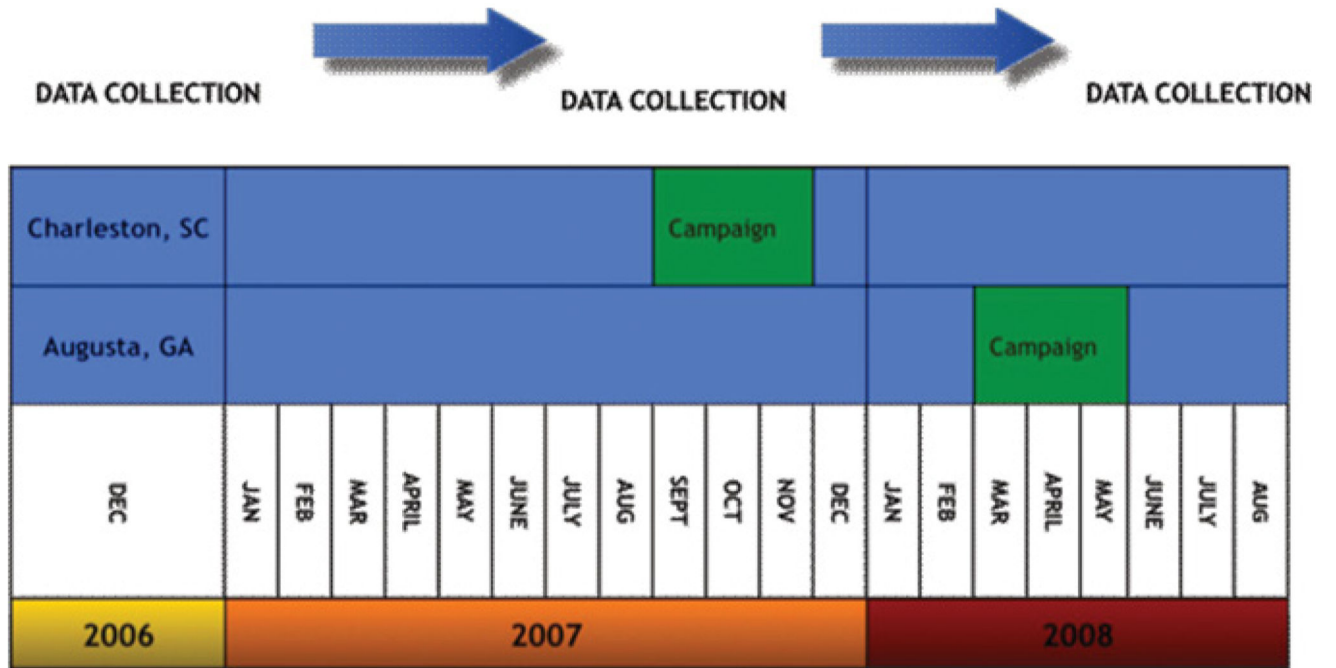 DATA COLLECTION
DATA COLLECTION
DATA COLLECTION
Charleston, SC
Campaign
Augusta, GA
Campaign
DEC
JAN
FEB
MAR
APRIL
MAY
JUNE
JULY
AUG
SEPT
OCT
NOV
DEC
JAN
FEB
MAR
APRIL
MAY
JUNE
JULY
AUG
2006
2007
2008